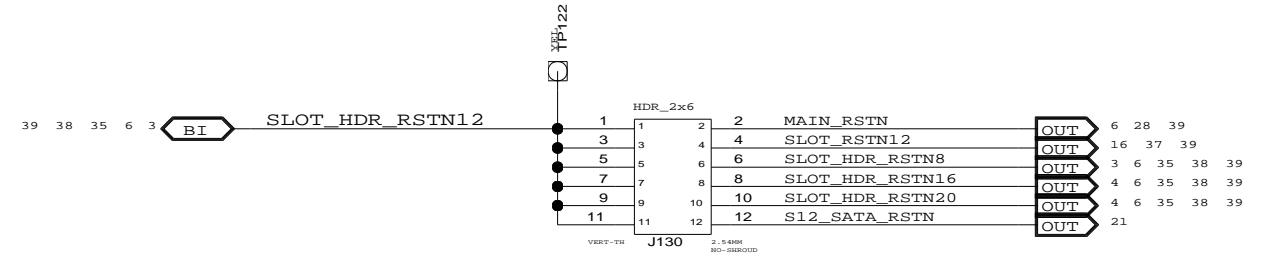 YEL
TP122
HDR_2x6
39 38 35 6 3 BI SLOT_HDR_RSTN12
1 1 2 2 MAIN_RSTN OUT 6 28 39
3 3 4 4 SLOT_RSTN12 OUT 16 37 39
5 5 6 6 SLOT_HDR_RSTN8 OUT 3 6 35 38 39
7 7 8 8 SLOT_HDR_RSTN16 OUT 4 6 35 38 39
9 9 10 10 SLOT_HDR_RSTN20 OUT 4 6 35 38 39
11 11 12 12 S12_SATA_RSTN OUT 21
VERT-TH J130 2.54MM
NO-SHROUD